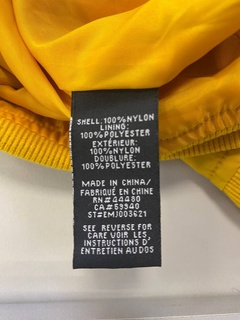 SHELL: 100%NYLON
LINING:
100%POLYESTER
EXTÉRIEUR:
100%NYLON
DOUBLURE:
100%POLYESTER
MADE IN CHINA/
FABRIQUÉ EN CHINE
RN#44480
CA#59940
ST#EMJ003621
SEE REVERSE FOR
CARE VOIR LES
INSTRUCTIONS D'
ENTRETIEN AU DOS